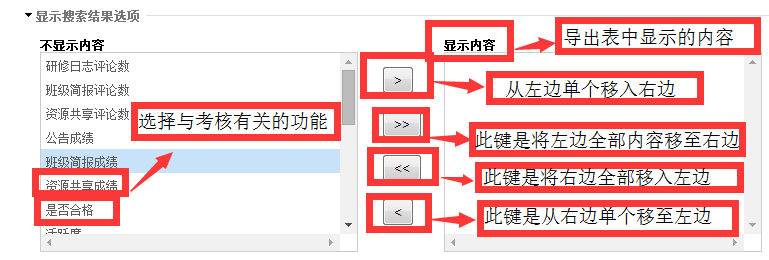 显示搜索结果选项
不显示内容
显示内容
导出表中显示的内容
研修日志评论数
班级简报评论数
资源共享评论数
公告成绩
班级简报成绩
资源共享成绩
是否合格
活跃度
选择与考核有关的功能
>
从左边单个移入右边
>>
此键是将左边全部内容移至右边
<<
此键是将右边全部移入左边
<
此键是从右边单个移至左边